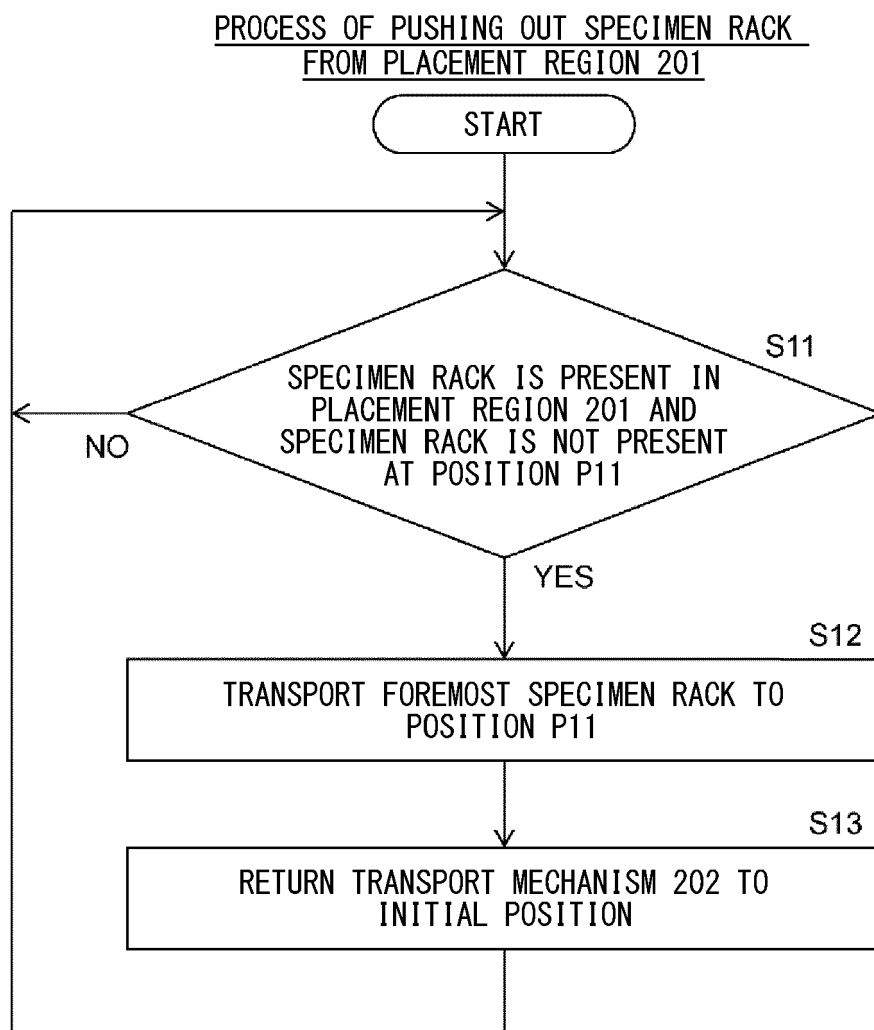 PROCESS OF PUSHING OUT SPECIMEN RACK
FROM PLACEMENT REGION 201
START
S11
SPECIMEN RACK IS PRESENT IN
PLACEMENT REGION 201 AND
SPECIMEN RACK IS NOT PRESENT
AT POSITION P11
NO
YES
S12
TRANSPORT FOREMOST SPECIMEN RACK TO
POSITION P11
S13
RETURN TRANSPORT MECHANISM 202 TO
INITIAL POSITION